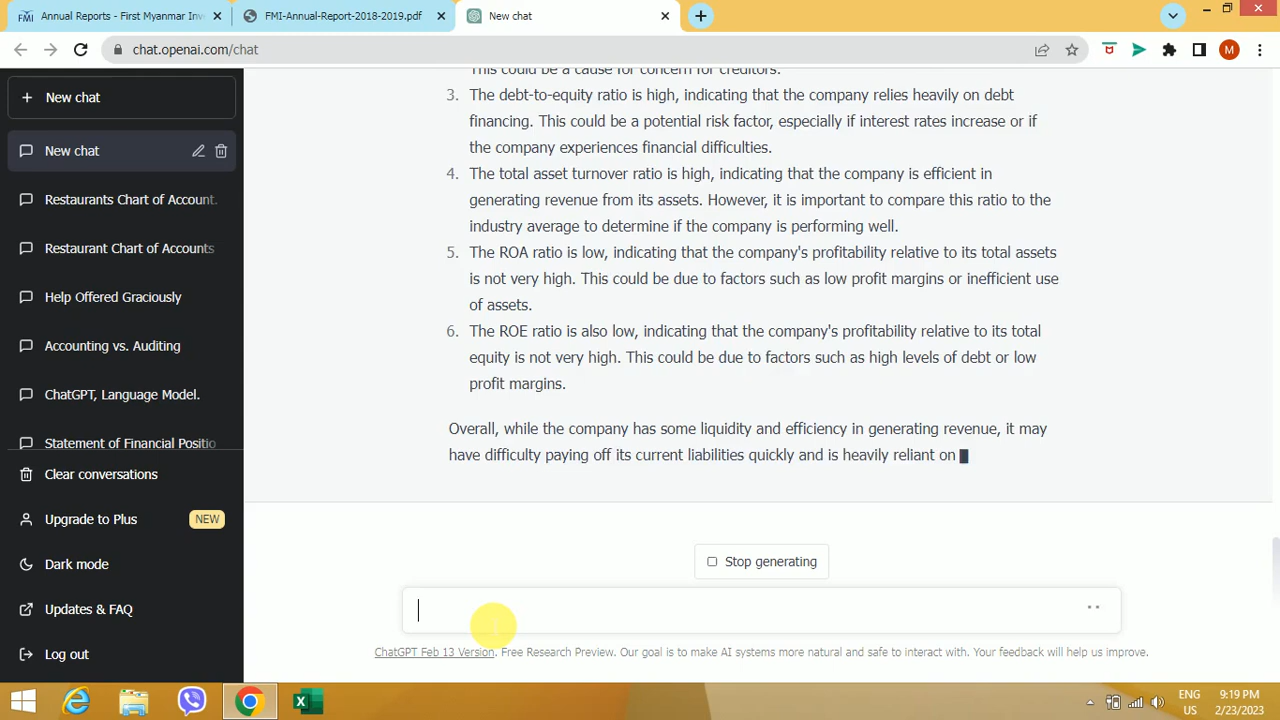 Annual Reports - First Myanmar Inv
FMI-Annual-Report-2018-2019.pdf
New chat
chat.openai.com/chat
M
New chat
New chat
Restaurants Chart of Account.
Restaurant Chart of Accounts
Help Offered Graciously
Accounting vs. Auditing
ChatGPT, Language Model.
Statement of Financial Positio
Clear conversations
Upgrade to Plus NEW
Dark mode
Updates & FAQ
Log out
This could be a cause for concern for creditors.
3. The debt-to-equity ratio is high, indicating that the company relies heavily on debt
financing. This could be a potential risk factor, especially if interest rates increase or if
the company experiences financial difficulties.
4. The total asset turnover ratio is high, indicating that the company is efficient in
generating revenue from its assets. However, it is important to compare this ratio to the
industry average to determine if the company is performing well.
5. The ROA ratio is low, indicating that the company's profitability relative to its total assets
is not very high. This could be due to factors such as low profit margins or inefficient use
of assets.
6. The ROE ratio is also low, indicating that the company's profitability relative to its total
equity is not very high. This could be due to factors such as high levels of debt or low
profit margins.
Overall, while the company has some liquidity and efficiency in generating revenue, it may
have difficulty paying off its current liabilities quickly and is heavily reliant on
Stop generating
ChatGPT Feb 13 Version. Free Research Preview. Our goal is to make AI systems more natural and safe to interact with. Your feedback will help us improve.
ENG
US
9:19 PM
2/23/2023